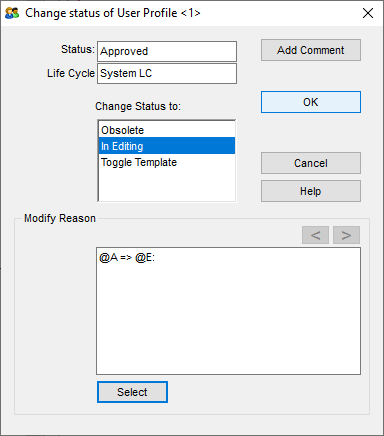 Change status of User Profile <1>
Status: Approved
Add Comment
Life Cycle System LC
Change Status to:
OK
Obsolete
In Editing
Toggle Template
Cancel
Help
Modify Reason
< >
@A => @E:
Select